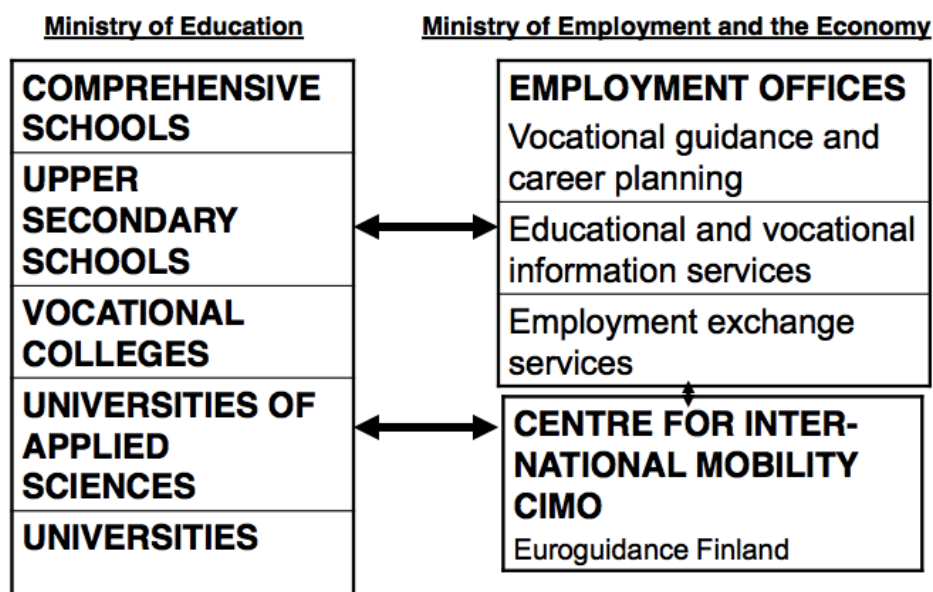 Ministry of Education
COMPREHENSIVE
SCHOOLS
UPPER
SECONDARY
SCHOOLS
VOCATIONAL
COLLEGES
UNIVERSITIES OF
APPLIED
SCIENCES
UNIVERSITIES
Ministry of Employment and the Economy
EMPLOYMENT OFFICES
Vocational guidance and
career planning
Educational and vocational
information services
Employment exchange
services
CENTRE FOR INTER-
NATIONAL MOBILITY
CIMO
Euroguidance Finland